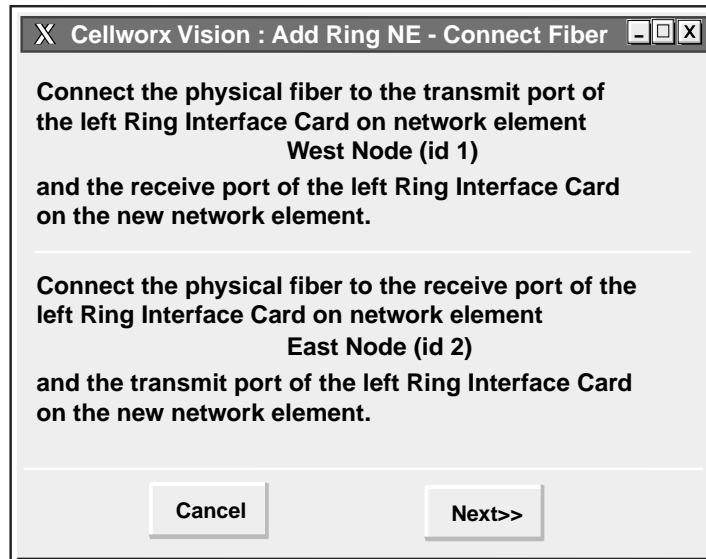 X Cellworx Vision : Add Ring NE - Connect Fiber - X
Connect the physical fiber to the transmit port of
the left Ring Interface Card on network element
West Node (id 1)
and the receive port of the left Ring Interface Card
on the new network element.
Connect the physical fiber to the receive port of the
left Ring Interface Card on network element
East Node (id 2)
and the transmit port of the left Ring Interface Card
on the new network element.
Cancel Next>>